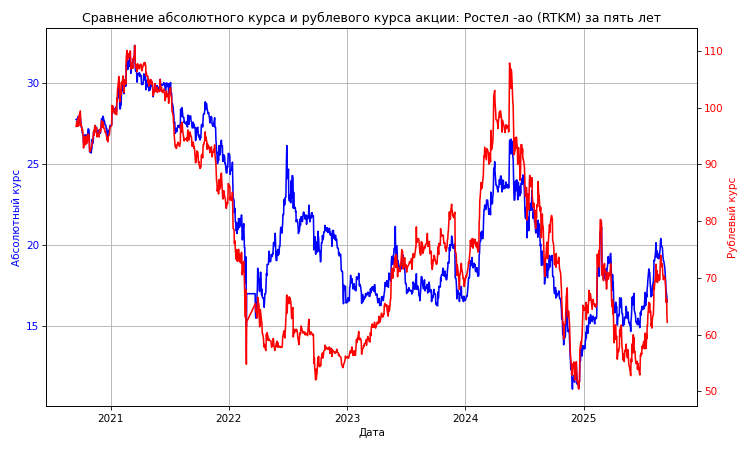 Сравнение абсолютного курса и рублевого курса акции: Ростел -ао (RTKM) за пять лет
Абсолютный курс
30
25
20
15
110
100
90
80
70
60
50
Рублевый курс
2021 2022 2023 2024 2025
Дата